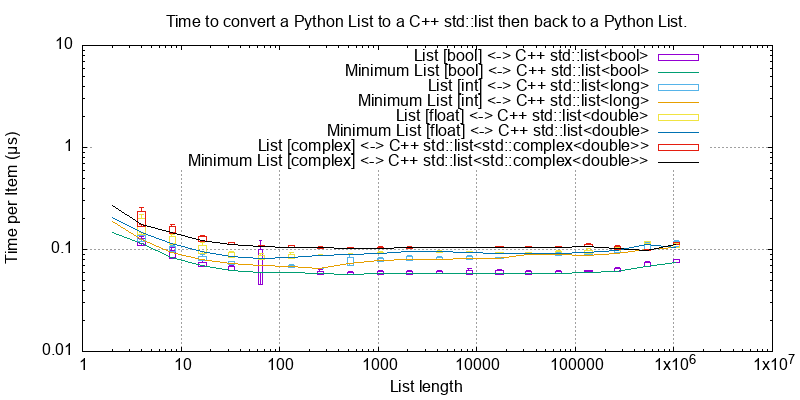 Time to convert a Python List to a C++ std::list then back to a Python List.
10
List [bool] <-> C++ std::list<bool>
Minimum List [bool] <-> C++ std::list<bool>
List [int] <-> C++ std::list<long>
Minimum List [int] <-> C++ std::list<long>
List [float] <-> C++ std::list<double>
Minimum List [float] <-> C++ std::list<double>
List [complex] <-> C++ std::list<std::complex<double>>
Minimum List [complex] <-> C++ std::list<std::complex<double>>
1
0.1
0.01
Time per Item (µs)
1 10 100 1000 10000 100000 1x10⁶ 1x10⁷
List length